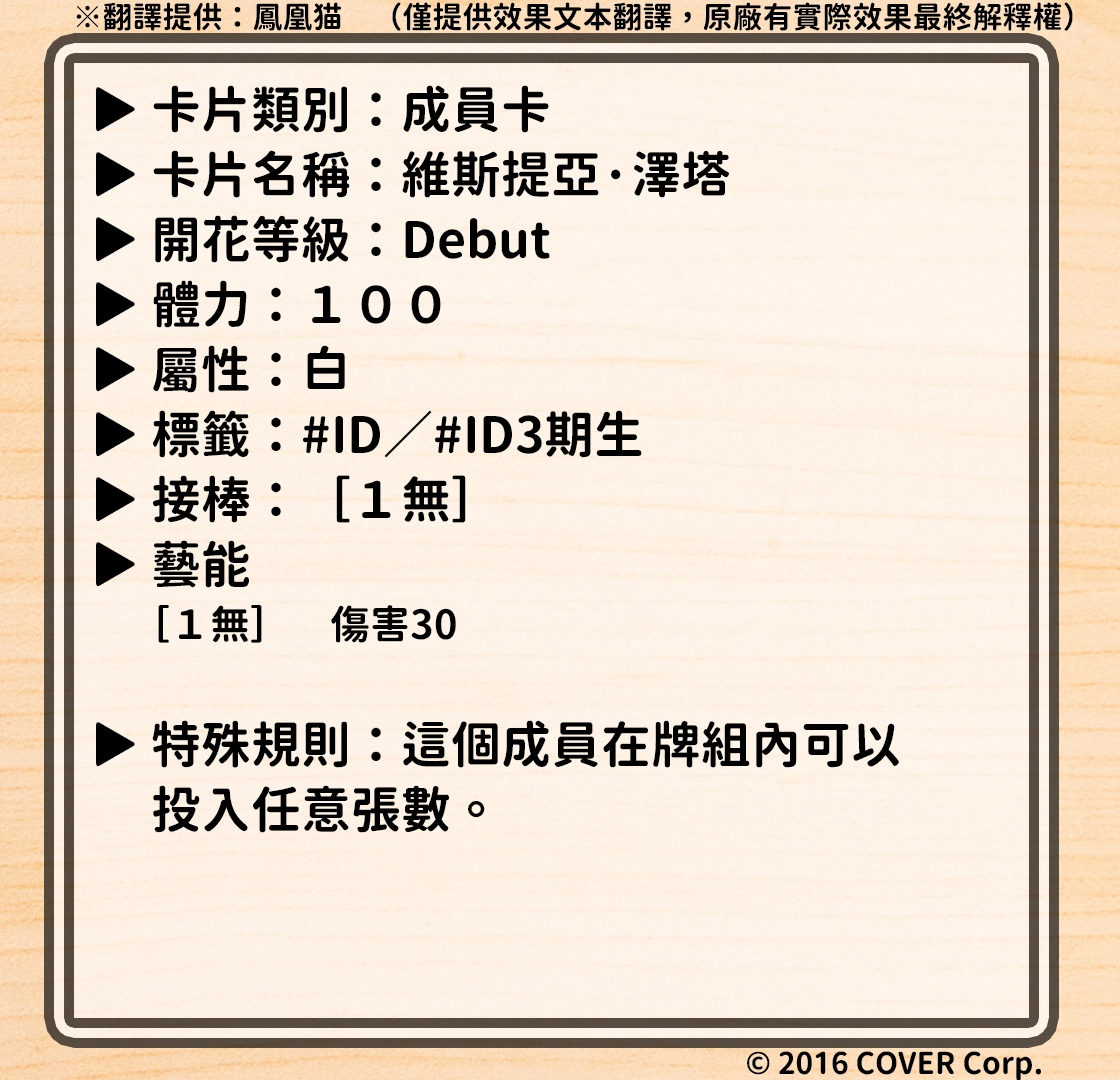 ※翻譯提供：鳳凰猫　（僅提供效果文本翻譯，原廠有實際效果最終解釋權）
▶ 卡片類別：成員卡
▶ 卡片名稱：維斯提亞·澤塔
▶ 開花等級：Debut
▶ 體力：１００
▶ 屬性：白
▶ 標籤：#ID／#ID3期生
▶ 接棒：［１無］
▶ 藝能
［１無］　傷害30
▶ 特殊規則：這個成員在牌組內可以
投入任意張數。
© 2016 COVER Corp.